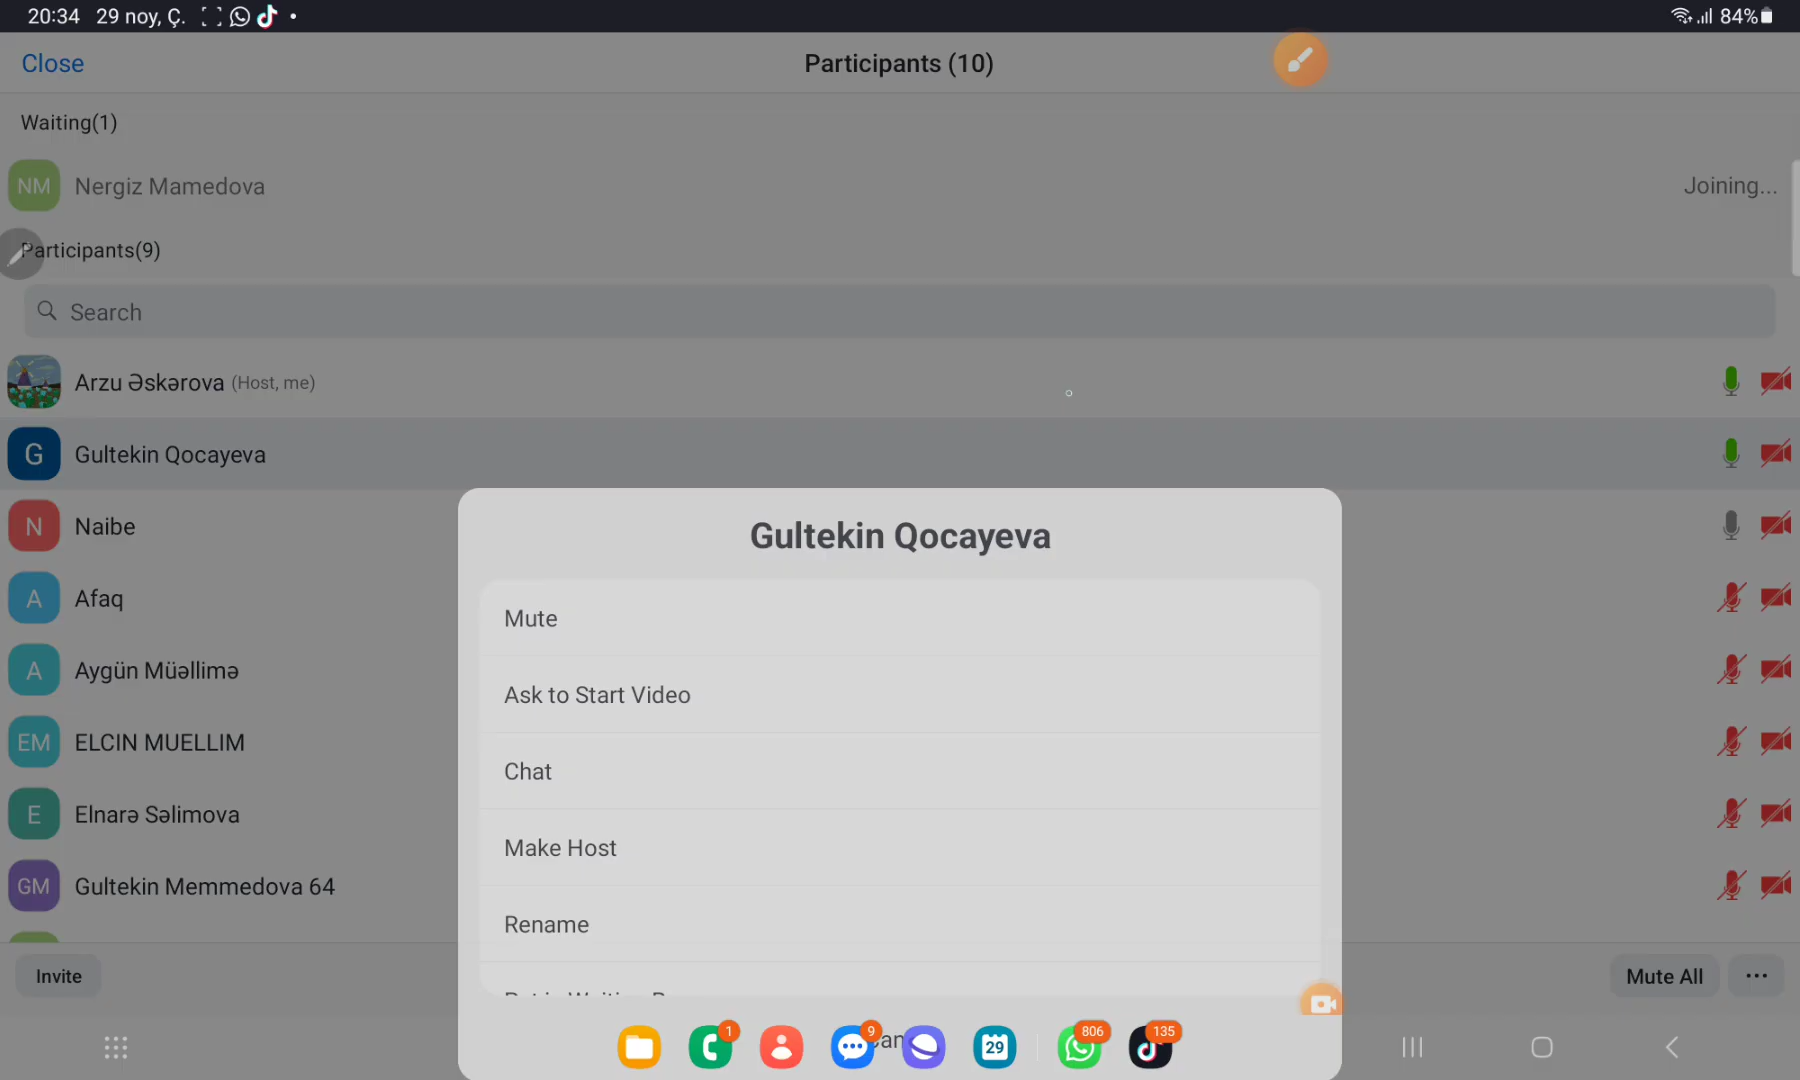 20:34 29 noy, Ç. 84%
Close
Participants (10)
Waiting(1)
NM Nergiz Mamedova Joining...
Participants(9)
Search
Arzu Əskərova (Host, me)
G Gultekin Qocayeva
N Naibe
A Afaq
A Aygün Müəllimə
EM ELCIN MUELLIM
E Elnarə Səlimova
GM Gultekin Memmedova 64
Gultekin Qocayeva
Mute
Ask to Start Video
Chat
Make Host
Rename
Invite
Mute All
1
9
29
806
135